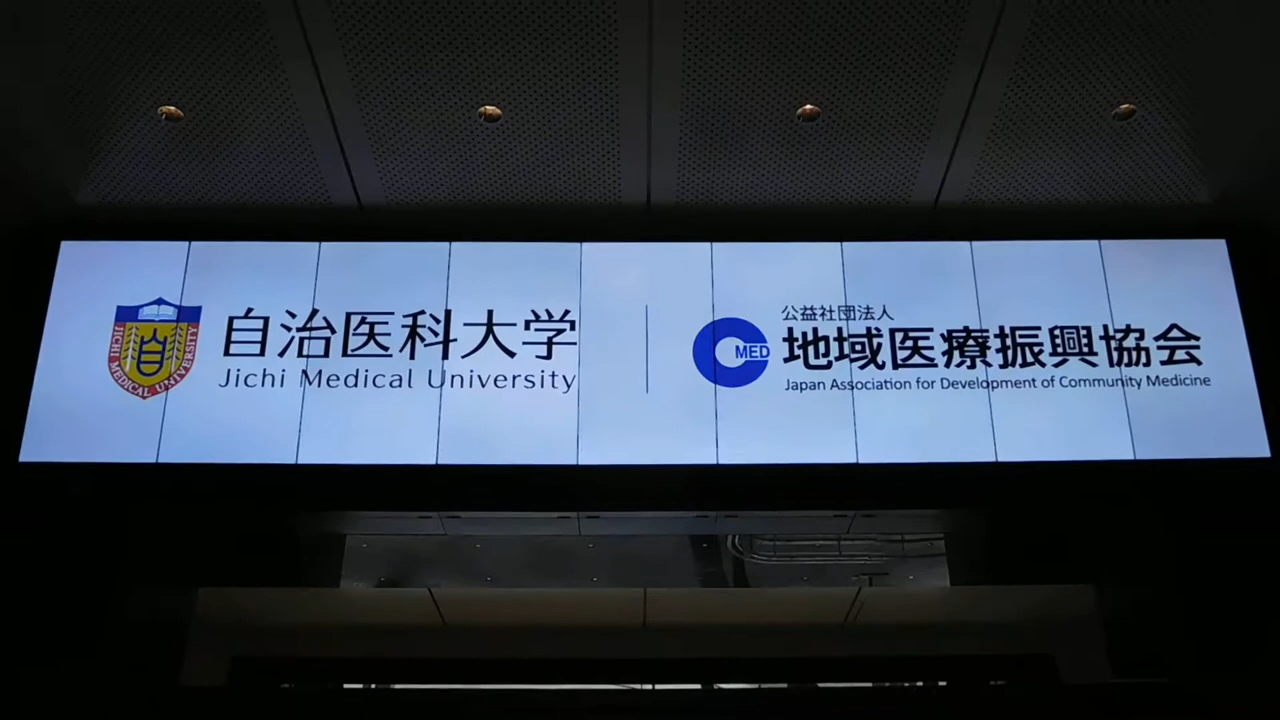 JICHI MEDICAL UNIVERSITY
自治医科大学
Jichi Medical University
MED
公益社団法人
地域医療振興協会
Japan Association for Development of Community Medicine